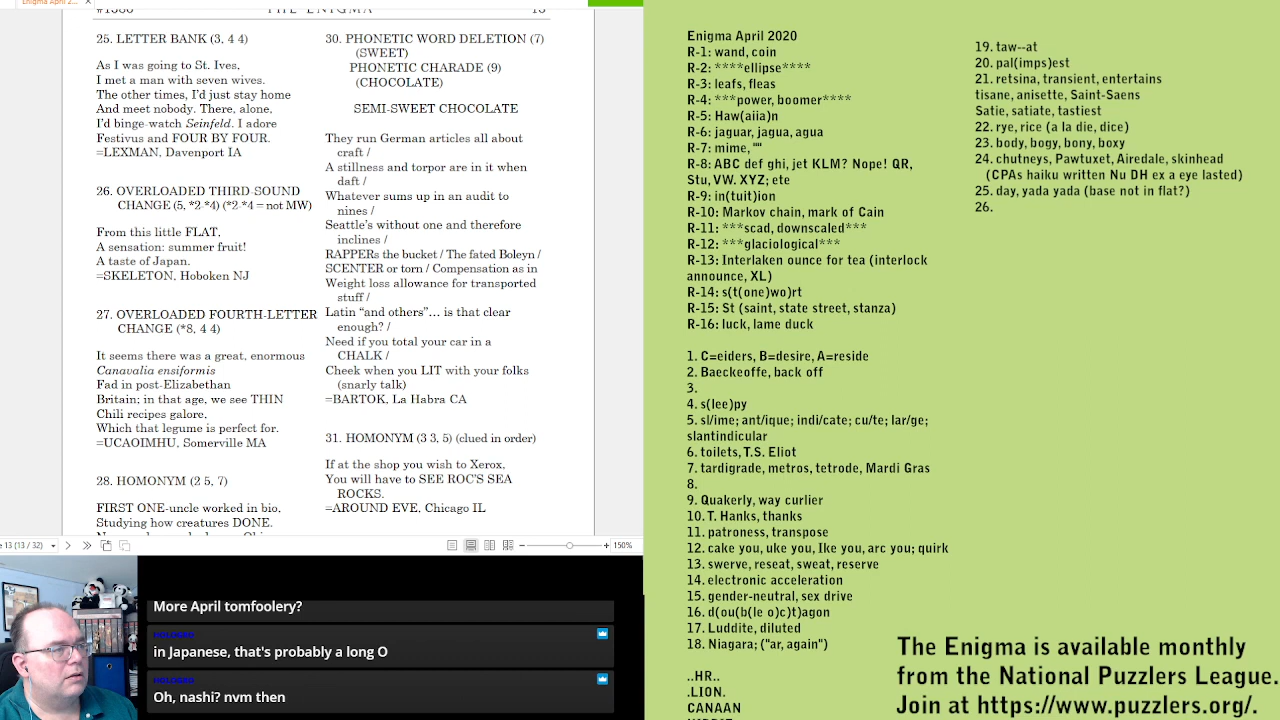 Enigma April 2...
#1380 THE ENIGMA 13
25. LETTER BANK (3, 4 4)
As I was going to St. Ives,
I met a man with seven wives.
The other times, I'd just stay home
And meet nobody. There, alone,
I'd binge-watch Seinfeld. I adore
Festivus and FOUR BY FOUR.
=LEXMAN, Davenport IA
26. OVERLOADED THIRD-SOUND
CHANGE (5, *2-*4) (*2-*4 = not MW)
From this little FLAT,
A sensation: summer fruit!
A taste of Japan.
=SKELETON, Hoboken NJ
27. OVERLOADED FOURTH-LETTER
CHANGE (*8, 4 4)
It seems there was a great, enormous
Canavalia ensiformis
Fad in post-Elizabethan
Britain; in that age, we see THIN
Chili recipes galore,
Which that legume is perfect for.
=UCAOIMHU, Somerville MA
28. HOMONYM (2 5, 7)
FIRST ONE-uncle worked in bio,
Studying how creatures DONE.
30. PHONETIC WORD DELETION (7)
(SWEET)
PHONETIC CHARADE (9)
(CHOCOLATE)
SEMI-SWEET CHOCOLATE
They run German articles all about
craft /
A stillness and torpor are in it when
daft /
Whatever sums up in an audit to
nines /
Seattle's without one and therefore
inclines /
RAPPERs the bucket / The fated Boleyn /
SCENTER or torn / Compensation as in
Weight loss allowance for transported
stuff /
Latin "and others"... is that clear
enough? /
Need if you total your car in a
CHALK /
Cheek when you LIT with your folks
(snarly talk)
=BARTOK, La Habra CA
31. HOMONYM (3 3, 5) (clued in order)
If at the shop you wish to Xerox,
You will have to SEE ROC'S SEA
ROCKS.
=AROUND EVE, Chicago IL
e 13 (13 / 32)
150%
More April tomfoolery?
in Japanese, that's probably a long O
Oh, nashi? nvm then
Enigma April 2020
R-1: wand, coin
R-2: ****ellipse****
R-3: leafs, fleas
R-4: ***power, boomer****
R-5: Haw(aiia)n
R-6: jaguar, jagua, agua
R-7: mime, ""
R-8: ABC def ghi, jet KLM? Nope! QR,
Stu, VW. XYZ; ete
R-9: in(tuit)ion
R-10: Markov chain, mark of Cain
R-11: ***scad, downscaled***
R-12: ***glaciological***
R-13: Interlaken ounce for tea (interlock
announce, XL)
R-14: s(t(one)wo)rt
R-15: St (saint, state street, stanza)
R-16: luck, lame duck
1. C=eiders, B=desire, A=reside
2. Baeckeoffe, back off
3.
4. s(lee)py
5. sl/ime; ant/ique; indi/cate; cu/te; lar/ge;
slantindicular
6. toilets, T.S. Eliot
7. tardigrade, metros, tetrode, Mardi Gras
8.
9. Quakerly, way curlier
10. T. Hanks, thanks
11. patroness, transpose
12. cake you, uke you, Ike you, arc you; quirk
13. swerve, reseat, sweat, reserve
14. electronic acceleration
15. gender-neutral, sex drive
16. d(ou(b(le o)c)t)agon
17. Luddite, diluted
18. Niagara; ("ar, again")
..HR..
.LION.
CANAAN
19. taw--at
20. pal(imps)est
21. retsina, transient, entertains
tisane, anisette, Saint-Saens
Satie, satiate, tastiest
22. rye, rice (a la die, dice)
23. body, bogy, bony, boxy
24. chutneys, Pawtuxet, Airedale, skinhead
(CPAs haiku written Nu DH ex a eye lasted)
25. day, yada yada (base not in flat?)
26.
The Enigma is available monthly
from the National Puzzlers League.
Join at https://www.puzzlers.org/.